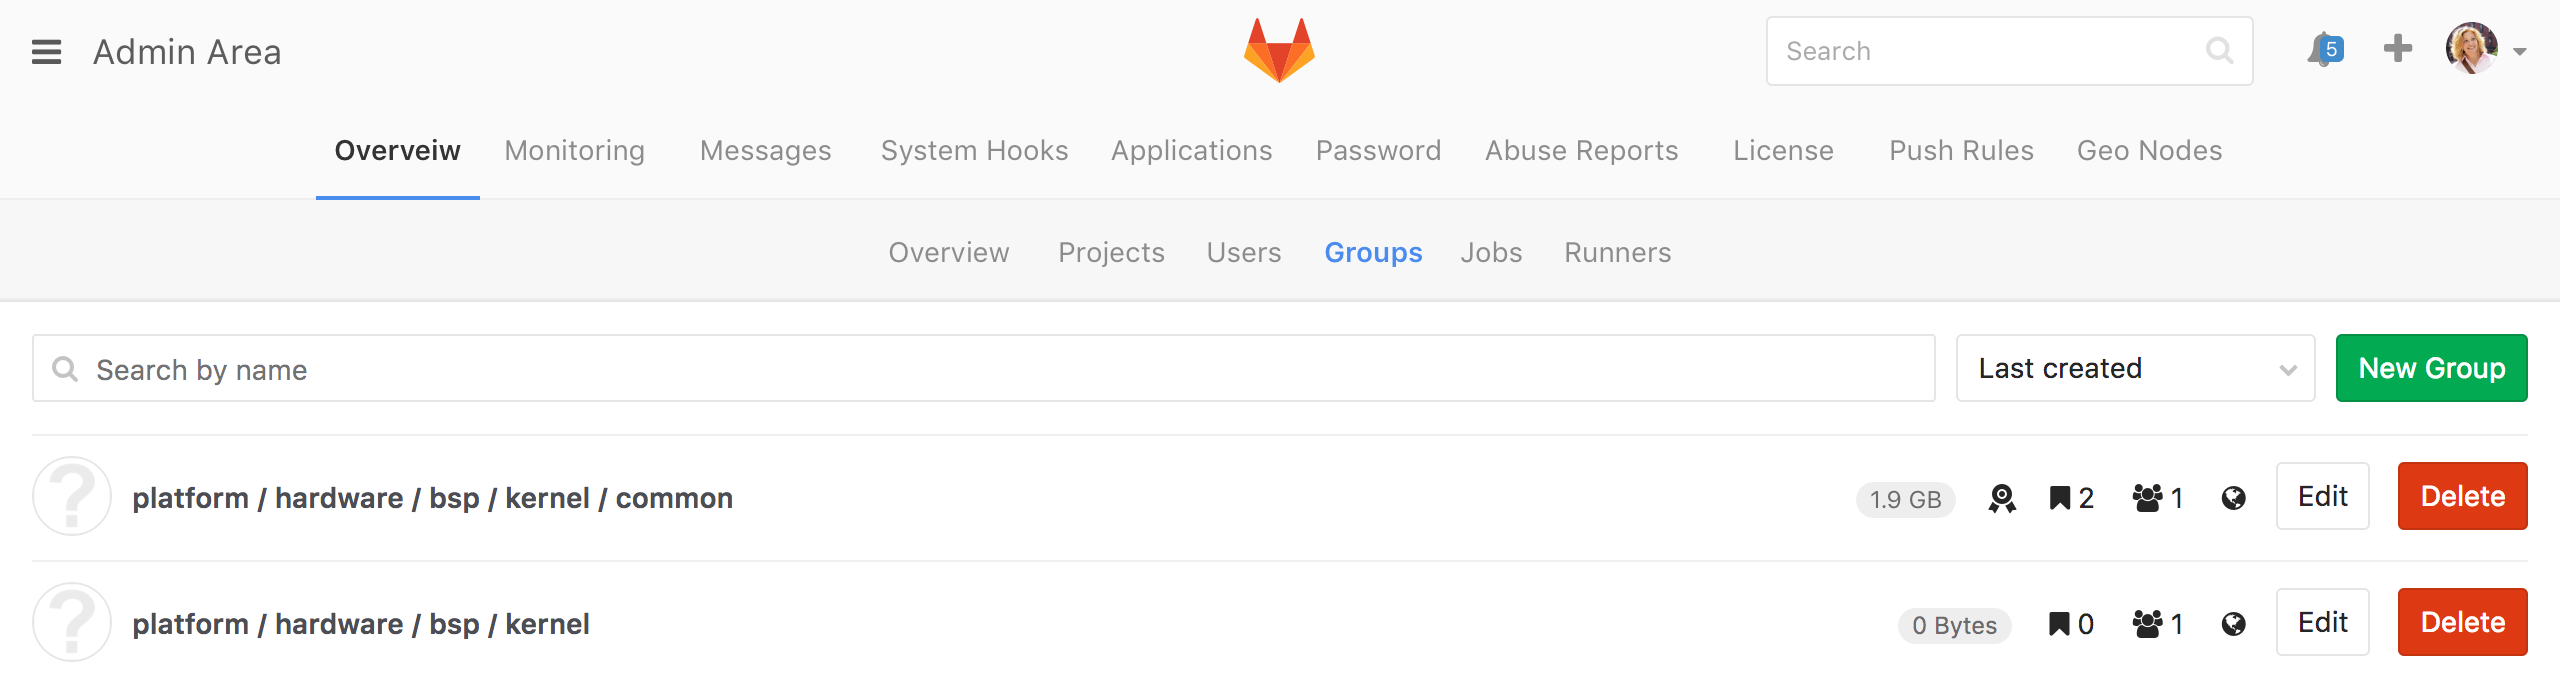 Admin Area
Search
5
Overveiw Monitoring Messages System Hooks Applications Password Abuse Reports License Push Rules Geo Nodes
Overview Projects Users Groups Jobs Runners
Search by name
Last created
New Group
platform / hardware / bsp / kernel / common
1.9 GB 2 1 Edit Delete
platform / hardware / bsp / kernel
0 Bytes 0 1 Edit Delete